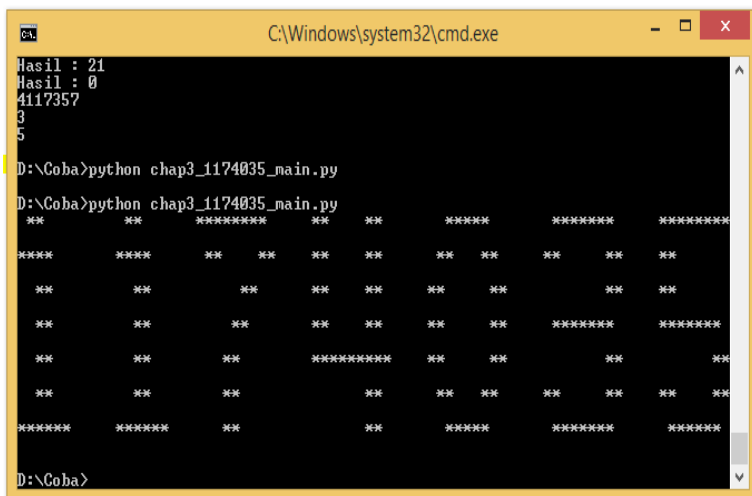 C:\Windows\system32\cmd.exe
Hasil : 21
Hasil : 0
4117357
3
5
D:\Coba>python chap3_1174035_main.py
D:\Coba>python chap3_1174035_main.py
 **          **      ********     **    **       *****       *******     ********
****      ****      **    **    **    **      **   **     **      **    **
  **         **           **      **    **     **     **           **    **
  **         **          **       **    **     **     **     *******     *******
  **         **         **        *********    **     **           **          **
  **         **         **              **      **   **     **     **    **    **
******     ******       **              **       *****       *******      ******
D:\Coba>